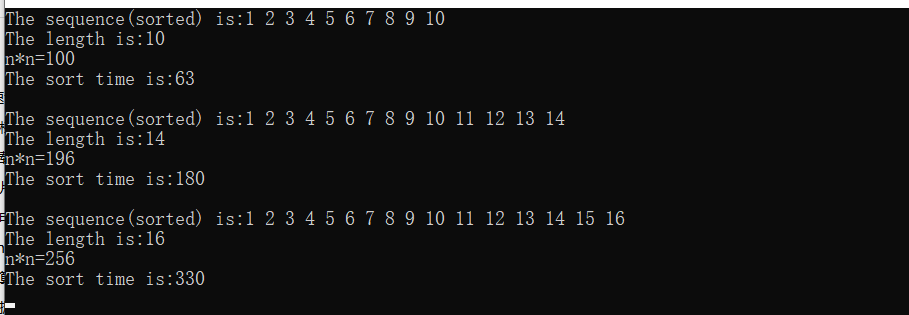 The sequence(sorted) is:1 2 3 4 5 6 7 8 9 10
The length is:10
n*n=100
The sort time is:63
The sequence(sorted) is:1 2 3 4 5 6 7 8 9 10 11 12 13 14
The length is:14
n*n=196
The sort time is:180
The sequence(sorted) is:1 2 3 4 5 6 7 8 9 10 11 12 13 14 15 16
The length is:16
n*n=256
The sort time is:330